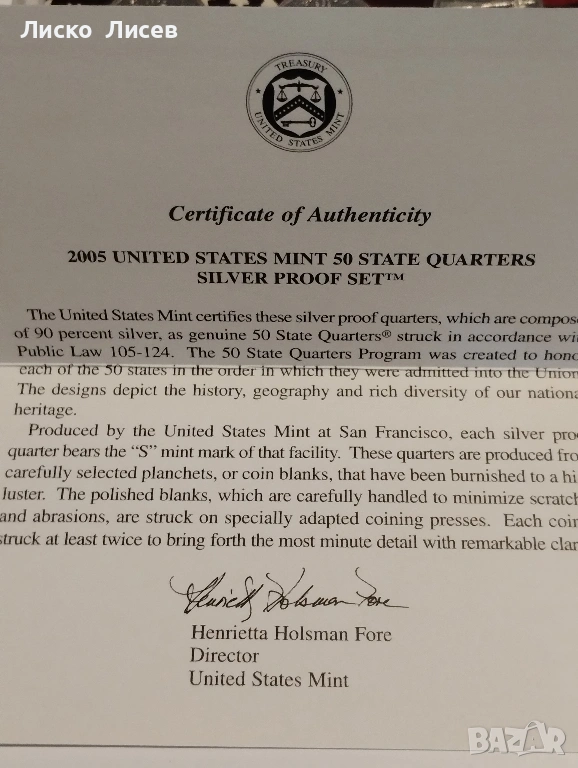 Лиско Лисев
TREASURY
UNITED STATES MINT
Certificate of Authenticity
2005 UNITED STATES MINT 50 STATE QUARTERS
SILVER PROOF SET™
The United States Mint certifies these silver proof quarters, which are compose
of 90 percent silver, as genuine 50 State Quarters® struck in accordance wi
Public Law 105-124. The 50 State Quarters Program was created to hono
each of the 50 states in the order in which they were admitted into the Union
The designs depict the history, geography and rich diversity of our nationa
heritage.
Produced by the United States Mint at San Francisco, each silver proo
quarter bears the “S” mint mark of that facility. These quarters are produced fro
carefully selected planchets, or coin blanks, that have been burnished to a hi
luster. The polished blanks, which are carefully handled to minimize scratch
and abrasions, are struck on specially adapted coining presses. Each coin
struck at least twice to bring forth the most minute detail with remarkable clar
Henrietta Holsman Fore
Henrietta Holsman Fore
Director
United States Mint
BAZAR